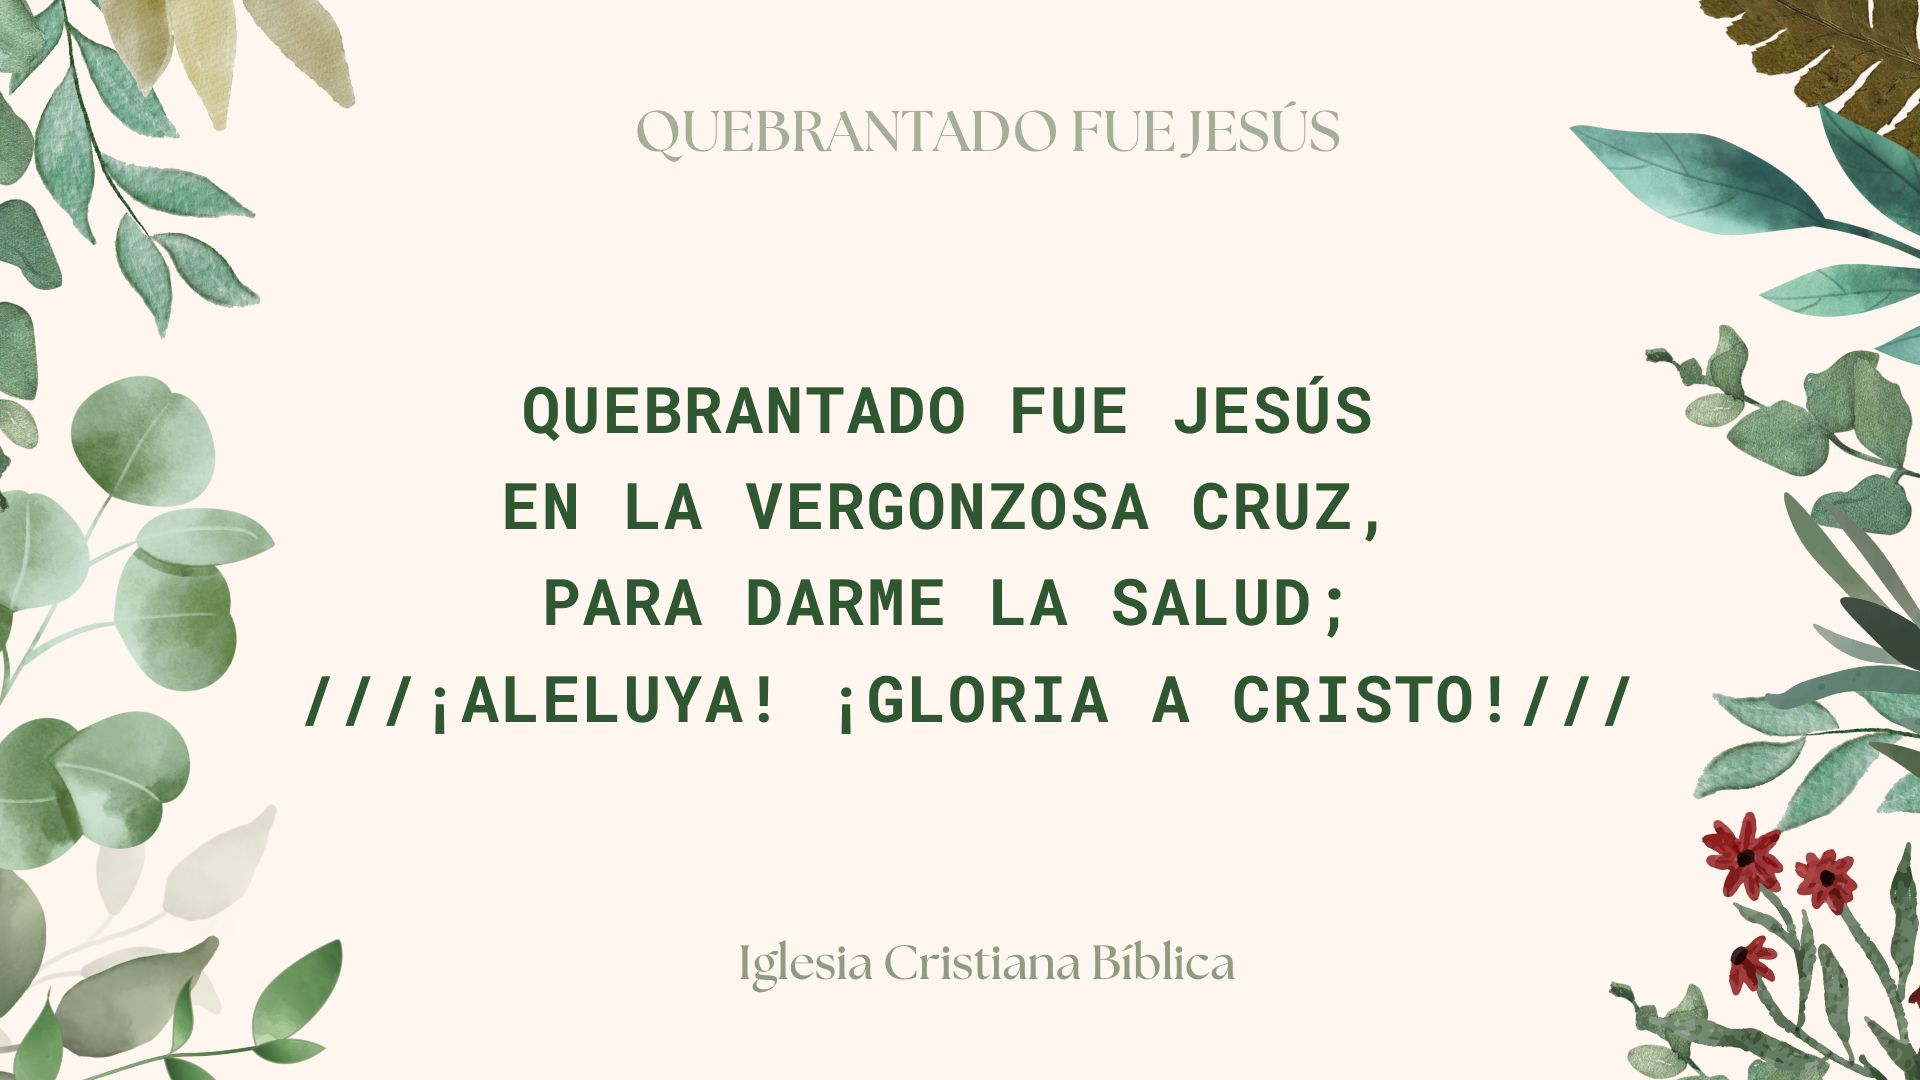 QUEBRANTADO FUE JESÚS
QUEBRANTADO FUE JESÚS
EN LA VERGONZOSA CRUZ,
PARA DARME LA SALUD;
///¡ALELUYA! ¡GLORIA A CRISTO!///
Iglesia Cristiana Bíblica